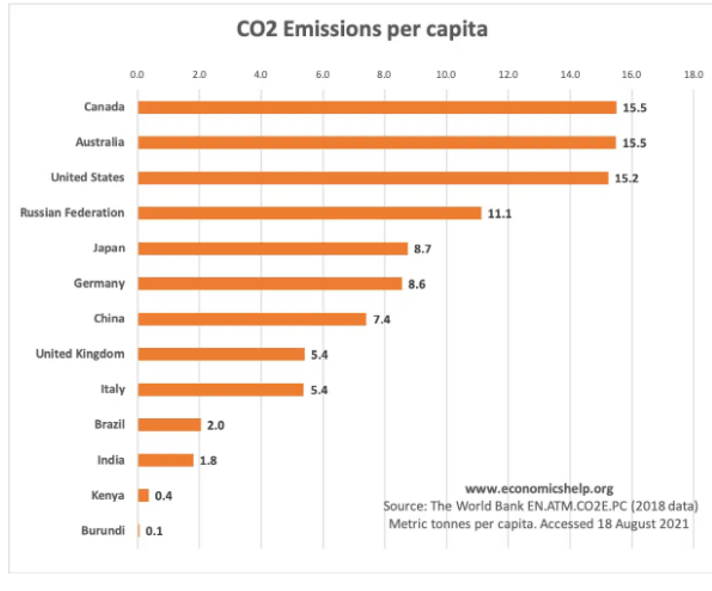 CO2 Emissions per capita
0.0 2.0 4.0 6.0 8.0 10.0 12.0 14.0 16.0 18.0
Canada 15.5
Australia 15.5
United States 15.2
Russian Federation 11.1
Japan 8.7
Germany 8.6
China 7.4
United Kingdom 5.4
Italy 5.4
Brazil 2.0
India 1.8
Kenya 0.4
Burundi 0.1
www.economicshelp.org
Source: The World Bank EN.ATM.CO2E.PC (2018 data)
Metric tonnes per capita. Accessed 18 August 2021